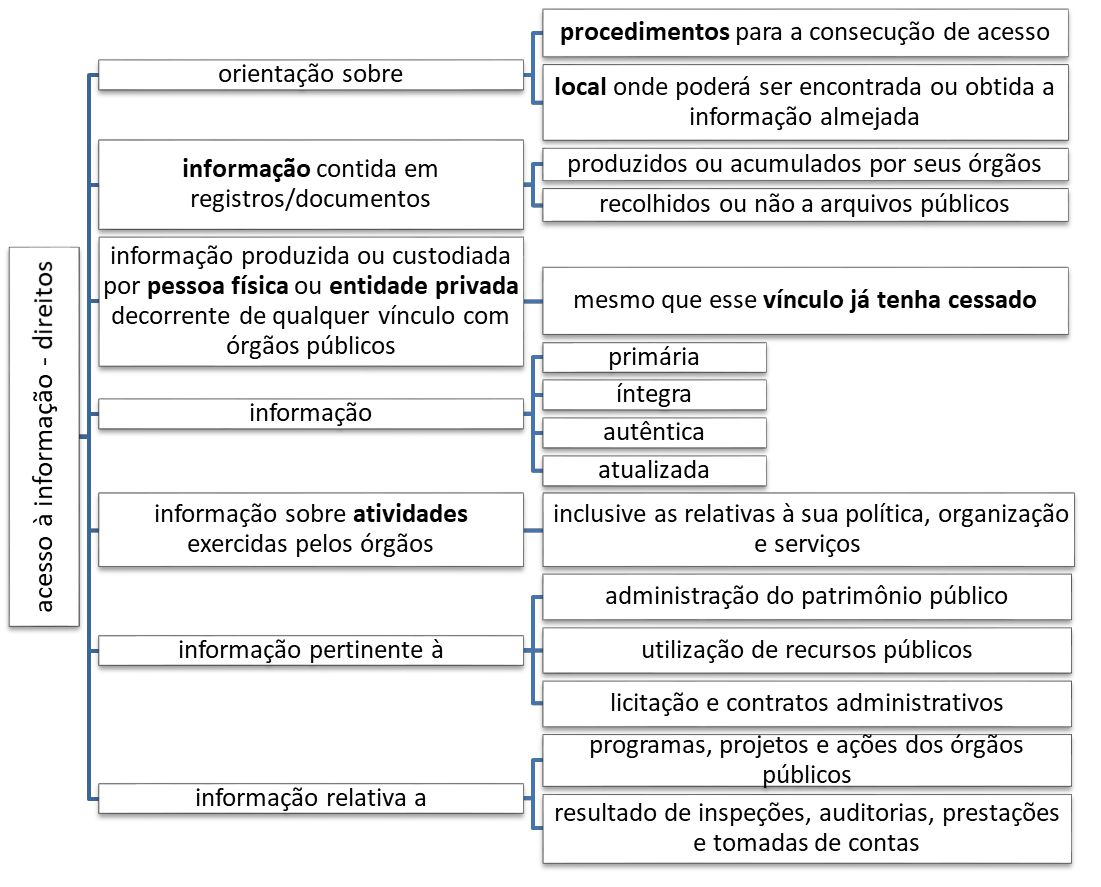 acesso à informação - direitos
orientação sobre
procedimentos para a consecução de acesso
local onde poderá ser encontrada ou obtida a
informação almejada
informação contida em
registros/documentos
produzidos ou acumulados por seus órgãos
recolhidos ou não a arquivos públicos
informação produzida ou custodiada
por pessoa física ou entidade privada
decorrente de qualquer vínculo com
órgãos públicos
mesmo que esse vínculo já tenha cessado
informação
primária
íntegra
autêntica
atualizada
informação sobre atividades
exercidas pelos órgãos
inclusive as relativas à sua política, organização
e serviços
informação pertinente à
administração do patrimônio público
utilização de recursos públicos
licitação e contratos administrativos
informação relativa a
programas, projetos e ações dos órgãos
públicos
resultado de inspeções, auditorias, prestações
e tomadas de contas